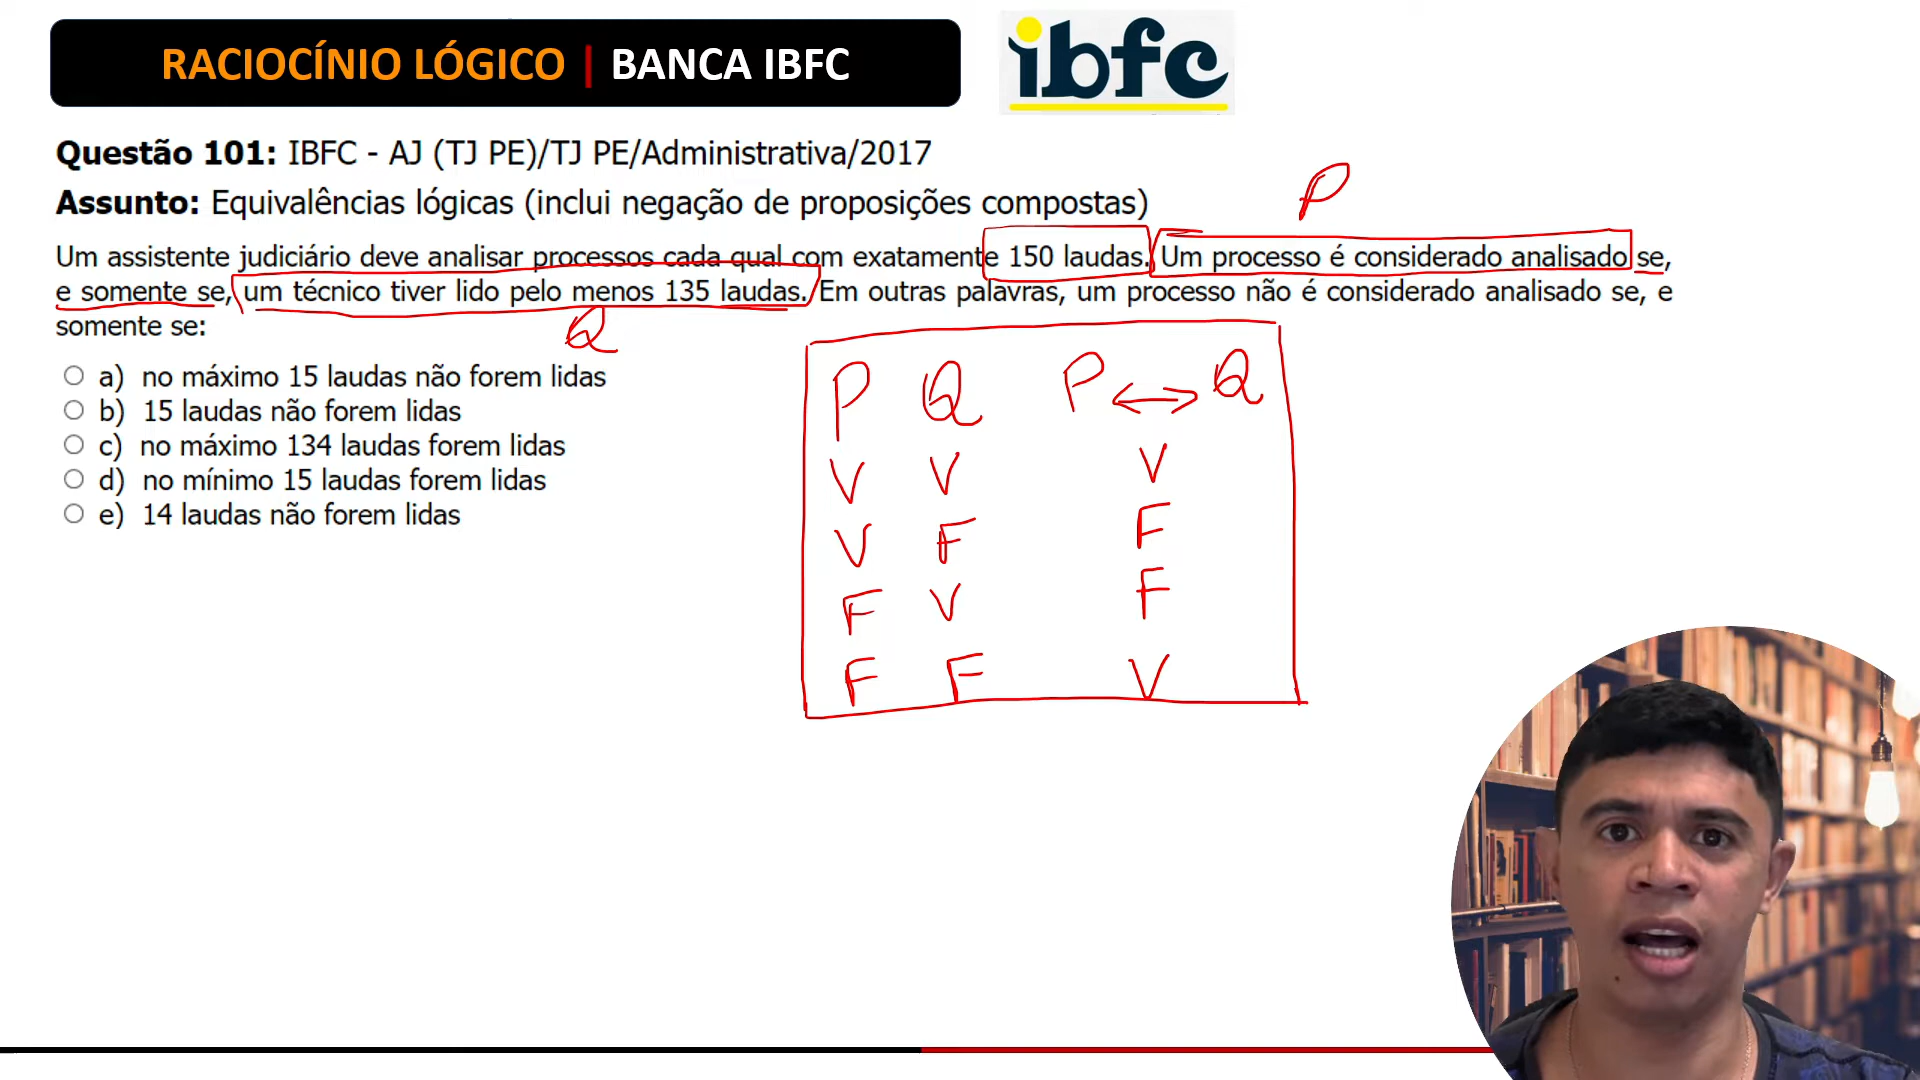 RACIOCÍNIO LÓGICO | BANCA IBFC
ibfc
Questão 101: IBFC - AJ (TJ PE)/TJ PE/Administrativa/2017
P
Assunto: Equivalências lógicas (inclui negação de proposições compostas)
Um assistente judiciário deve analisar processos cada qual com exatamente 150 laudas. Um processo é considerado analisado se,
e somente se, um técnico tiver lido pelo menos 135 laudas. Em outras palavras, um processo não é considerado analisado se, e
somente se:
Q
a) no máximo 15 laudas não forem lidas
b) 15 laudas não forem lidas
c) no máximo 134 laudas forem lidas
d) no mínimo 15 laudas forem lidas
e) 14 laudas não forem lidas
P Q P ↔ Q
V V V
V F F
F V F
F F V